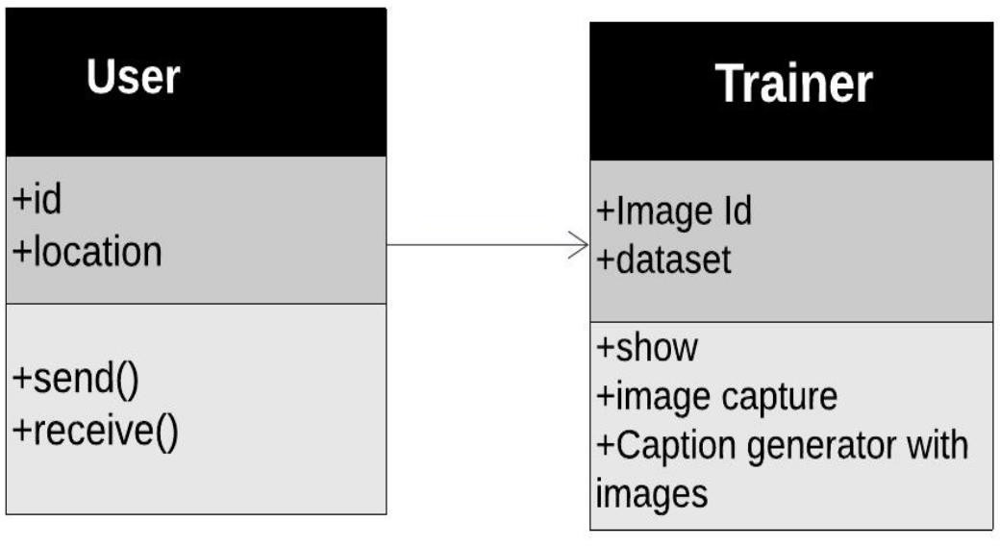 User
+id
+location
+send()
+receive()
Trainer
+Image Id
+dataset
+show
+image capture
+Caption generator with
images